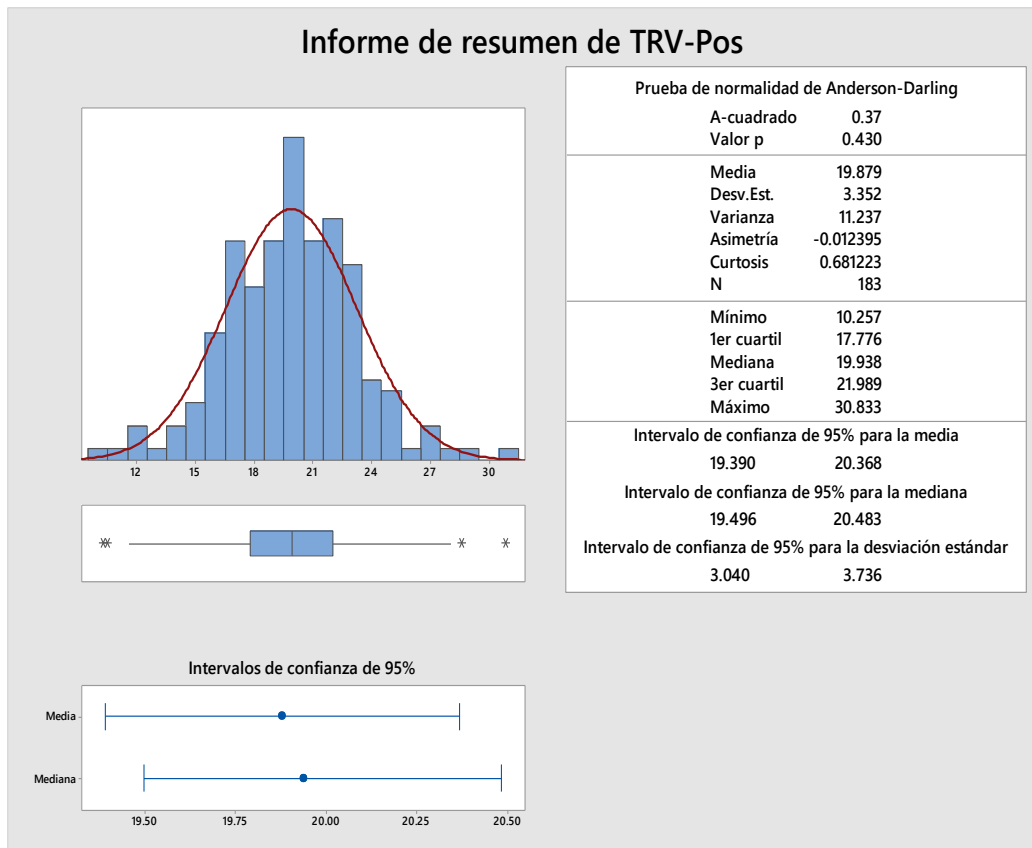 Informe de resumen de TRV-Pos
12 15 18 21 24 27 30
Prueba de normalidad de Anderson-Darling
A-cuadrado 0.37
Valor p 0.430
Media 19.879
Desv.Est. 3.352
Varianza 11.237
Asimetría -0.012395
Curtosis 0.681223
N 183
Mínimo 10.257
1er cuartil 17.776
Mediana 19.938
3er cuartil 21.989
Máximo 30.833
Intervalo de confianza de 95% para la media
19.390 20.368
Intervalo de confianza de 95% para la mediana
19.496 20.483
Intervalo de confianza de 95% para la desviación estándar
3.040 3.736
Intervalos de confianza de 95%
Media
Mediana
19.50 19.75 20.00 20.25 20.50